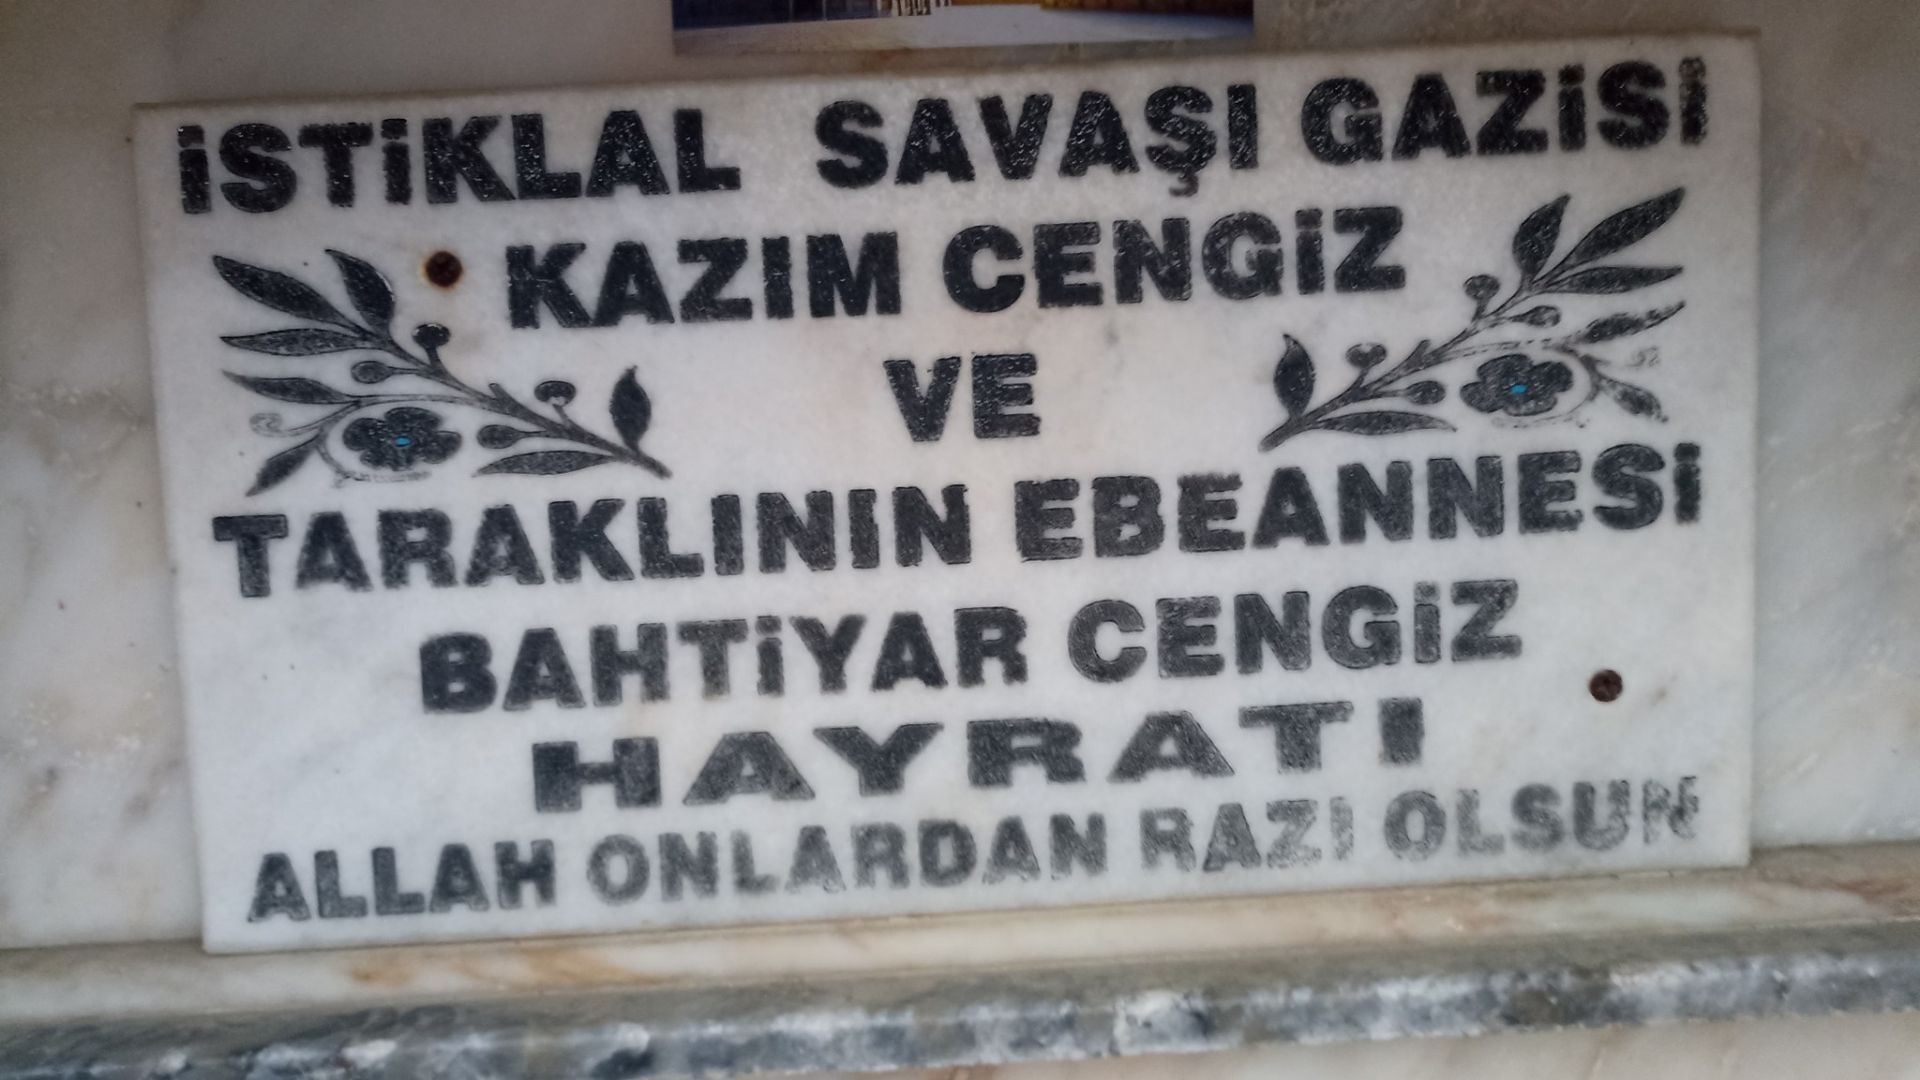 İSTİKLAL SAVAŞI GAZİSİ
KAZIM CENGİZ
VE
TARAKLININ EBEANNESİ
BAHTİYAR CENGİZ
HAYRATI
ALLAH ONLARDAN RAZI OLSUN